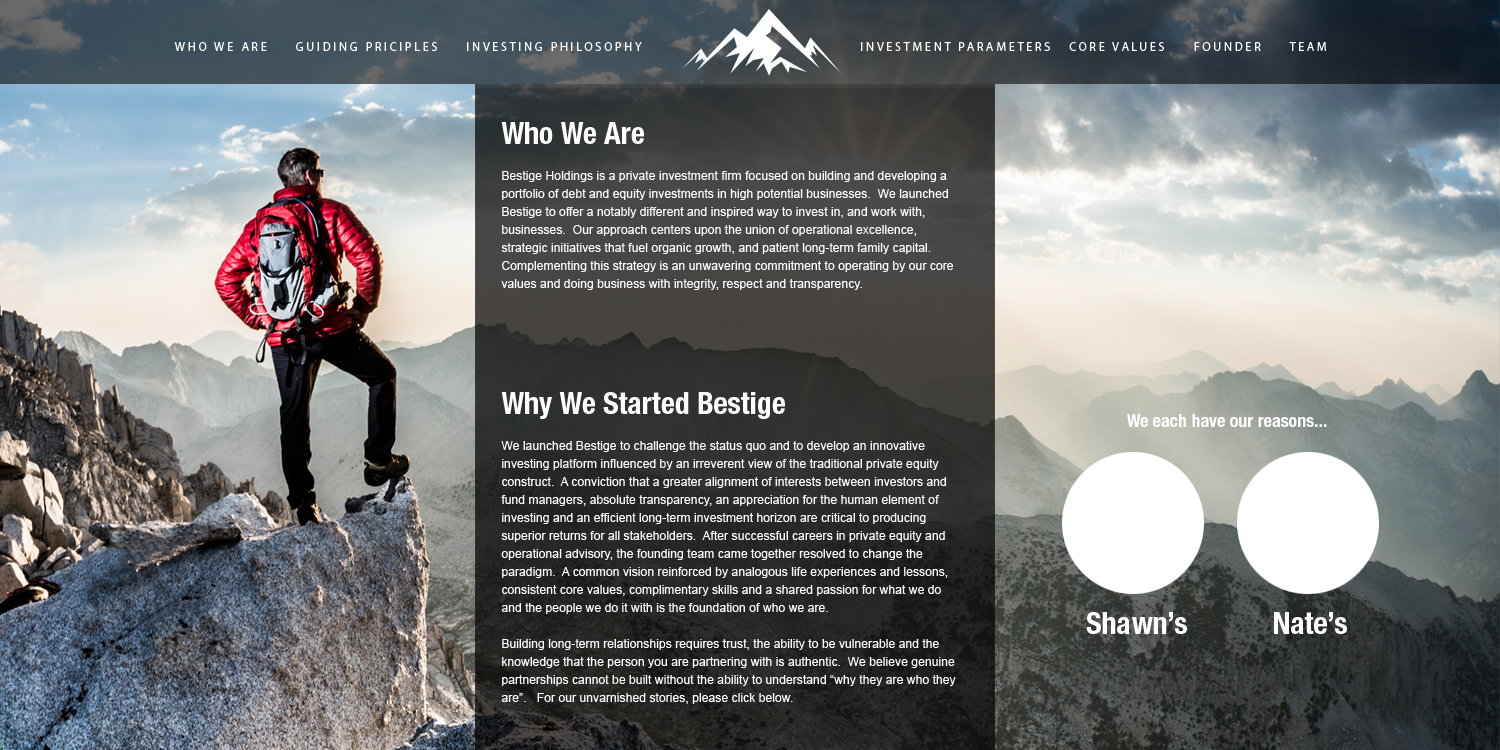 WHO WE ARE GUIDING PRICIPLES INVESTING PHILOSOPHY INVESTMENT PARAMETERS CORE VALUES FOUNDER TEAM
Who We Are
Bestige Holdings is a private investment firm focused on building and developing a
portfolio of debt and equity investments in high potential businesses.  We launched
Bestige to offer a notably different and inspired way to invest in, and work with,
businesses.  Our approach centers upon the union of operational excellence,
strategic initiatives that fuel organic growth, and patient long-term family capital.
Complementing this strategy is an unwavering commitment to operating by our core
values and doing business with integrity, respect and transparency.
Why We Started Bestige
We launched Bestige to challenge the status quo and to develop an innovative
investing platform influenced by an irreverent view of the traditional private equity
construct.  A conviction that a greater alignment of interests between investors and
fund managers, absolute transparency, an appreciation for the human element of
investing and an efficient long-term investment horizon are critical to producing
superior returns for all stakeholders.  After successful careers in private equity and
operational advisory, the founding team came together resolved to change the
paradigm.  A common vision reinforced by analogous life experiences and lessons,
consistent core values, complimentary skills and a shared passion for what we do
and the people we do it with is the foundation of who we are.
Building long-term relationships requires trust, the ability to be vulnerable and the
knowledge that the person you are partnering with is authentic.  We believe genuine
partnerships cannot be built without the ability to understand “why they are who they
are”.   For our unvarnished stories, please click below.
We each have our reasons...
Shawn’s Nate’s